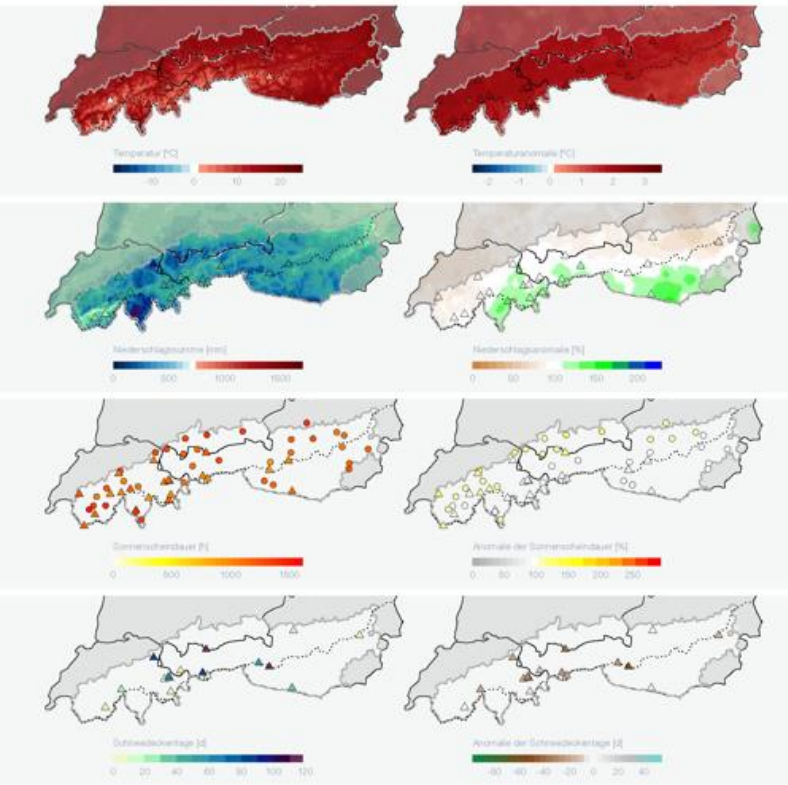 Temperatur [°C]
-10 0 10 20
Temperaturanomalie [°C]
-2 -1 0 1 2 3
Niederschlagssumme [mm]
0 500 1000 1500
Niederschlagsanomalie [%]
0 50 100 150 200
Sonnenscheindauer [h]
0 500 1000 1500
Anomalie der Sonnenscheindauer [%]
0 50 100 150 200 250
Schneedeckentage [d]
0 20 40 60 80 100 120
Anomalie der Schneedeckentage [d]
-80 -60 -40 -20 0 20 40